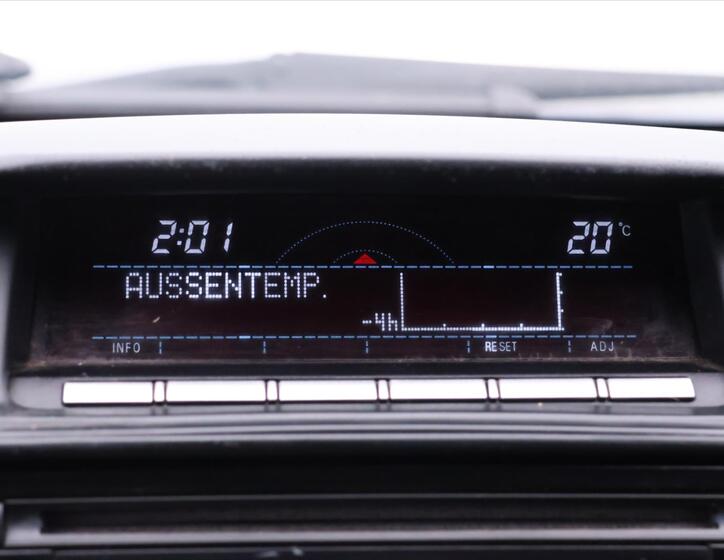 2:01 20°C
AUSSENTEMP.
-4h
INFO RESET ADJ